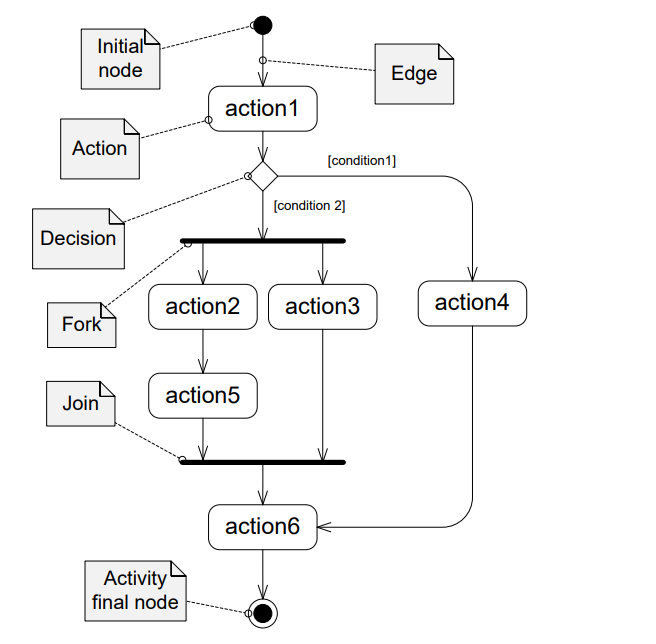 Initial
node
Edge
action1
Action
[condition1]
[condition 2]
Decision
action2
action3
action4
Fork
action5
Join
action6
Activity
final node